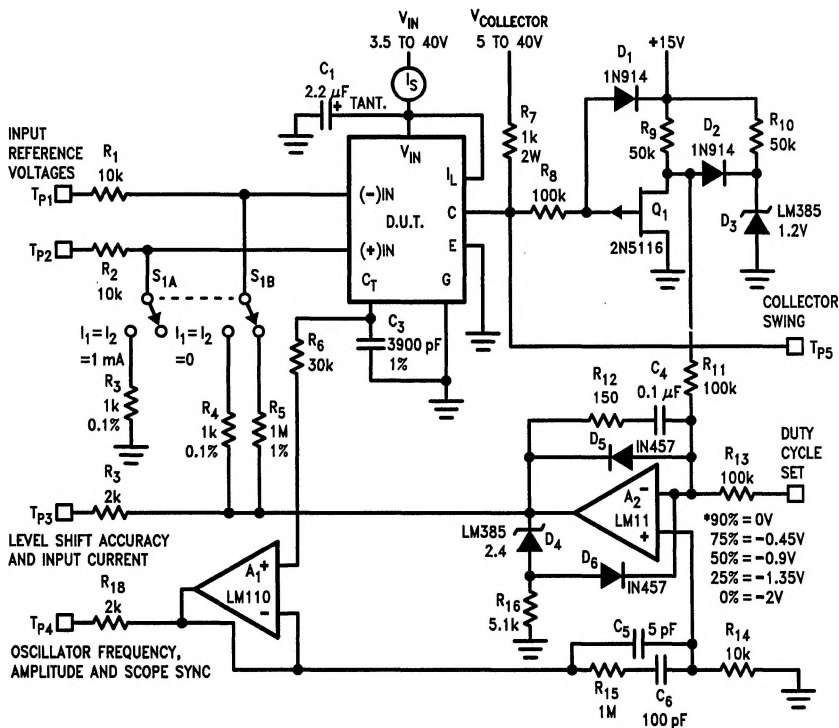 V_IN
3.5 TO 40V
V_COLLECTOR
5 TO 40V
+15V
C1
2.2 μF
+ TANT.
I_S
D1
1N914
R7
1k
2W
R9
50k
D2
1N914
R10
50k
INPUT
REFERENCE
VOLTAGES
R1
10k
TP1
V_IN
I_L
(−)IN
C
D.U.T.
(+)IN
E
C_T
G
R8
100k
Q1
2N5116
D3
LM385
1.2V
TP2
R2
10k
S1A
S1B
I1 = I2
=1 mA
I1 = I2
=0
R6
30k
C3
3900 pF
1%
COLLECTOR
SWING
TP5
R3
1k
0.1%
R4
1k
0.1%
R5
1M
1%
R12
150
C4
0.1 μF
R11
100k
D5
IN457
R13
100k
DUTY
CYCLE
SET
R3
2k
TP3
LEVEL SHIFT ACCURACY
AND INPUT CURRENT
A2
LM11
−
+
LM385
2.4
D4
D6
IN457
*90% = 0V
75% = −0.45V
50% = −0.9V
25% = −1.35V
0% = −2V
R18
2k
TP4
A1
LM110
+
−
R16
5.1k
OSCILLATOR FREQUENCY,
AMPLITUDE AND SCOPE SYNC
C5
5 pF
R15
1M
C6
100 pF
R14
10k